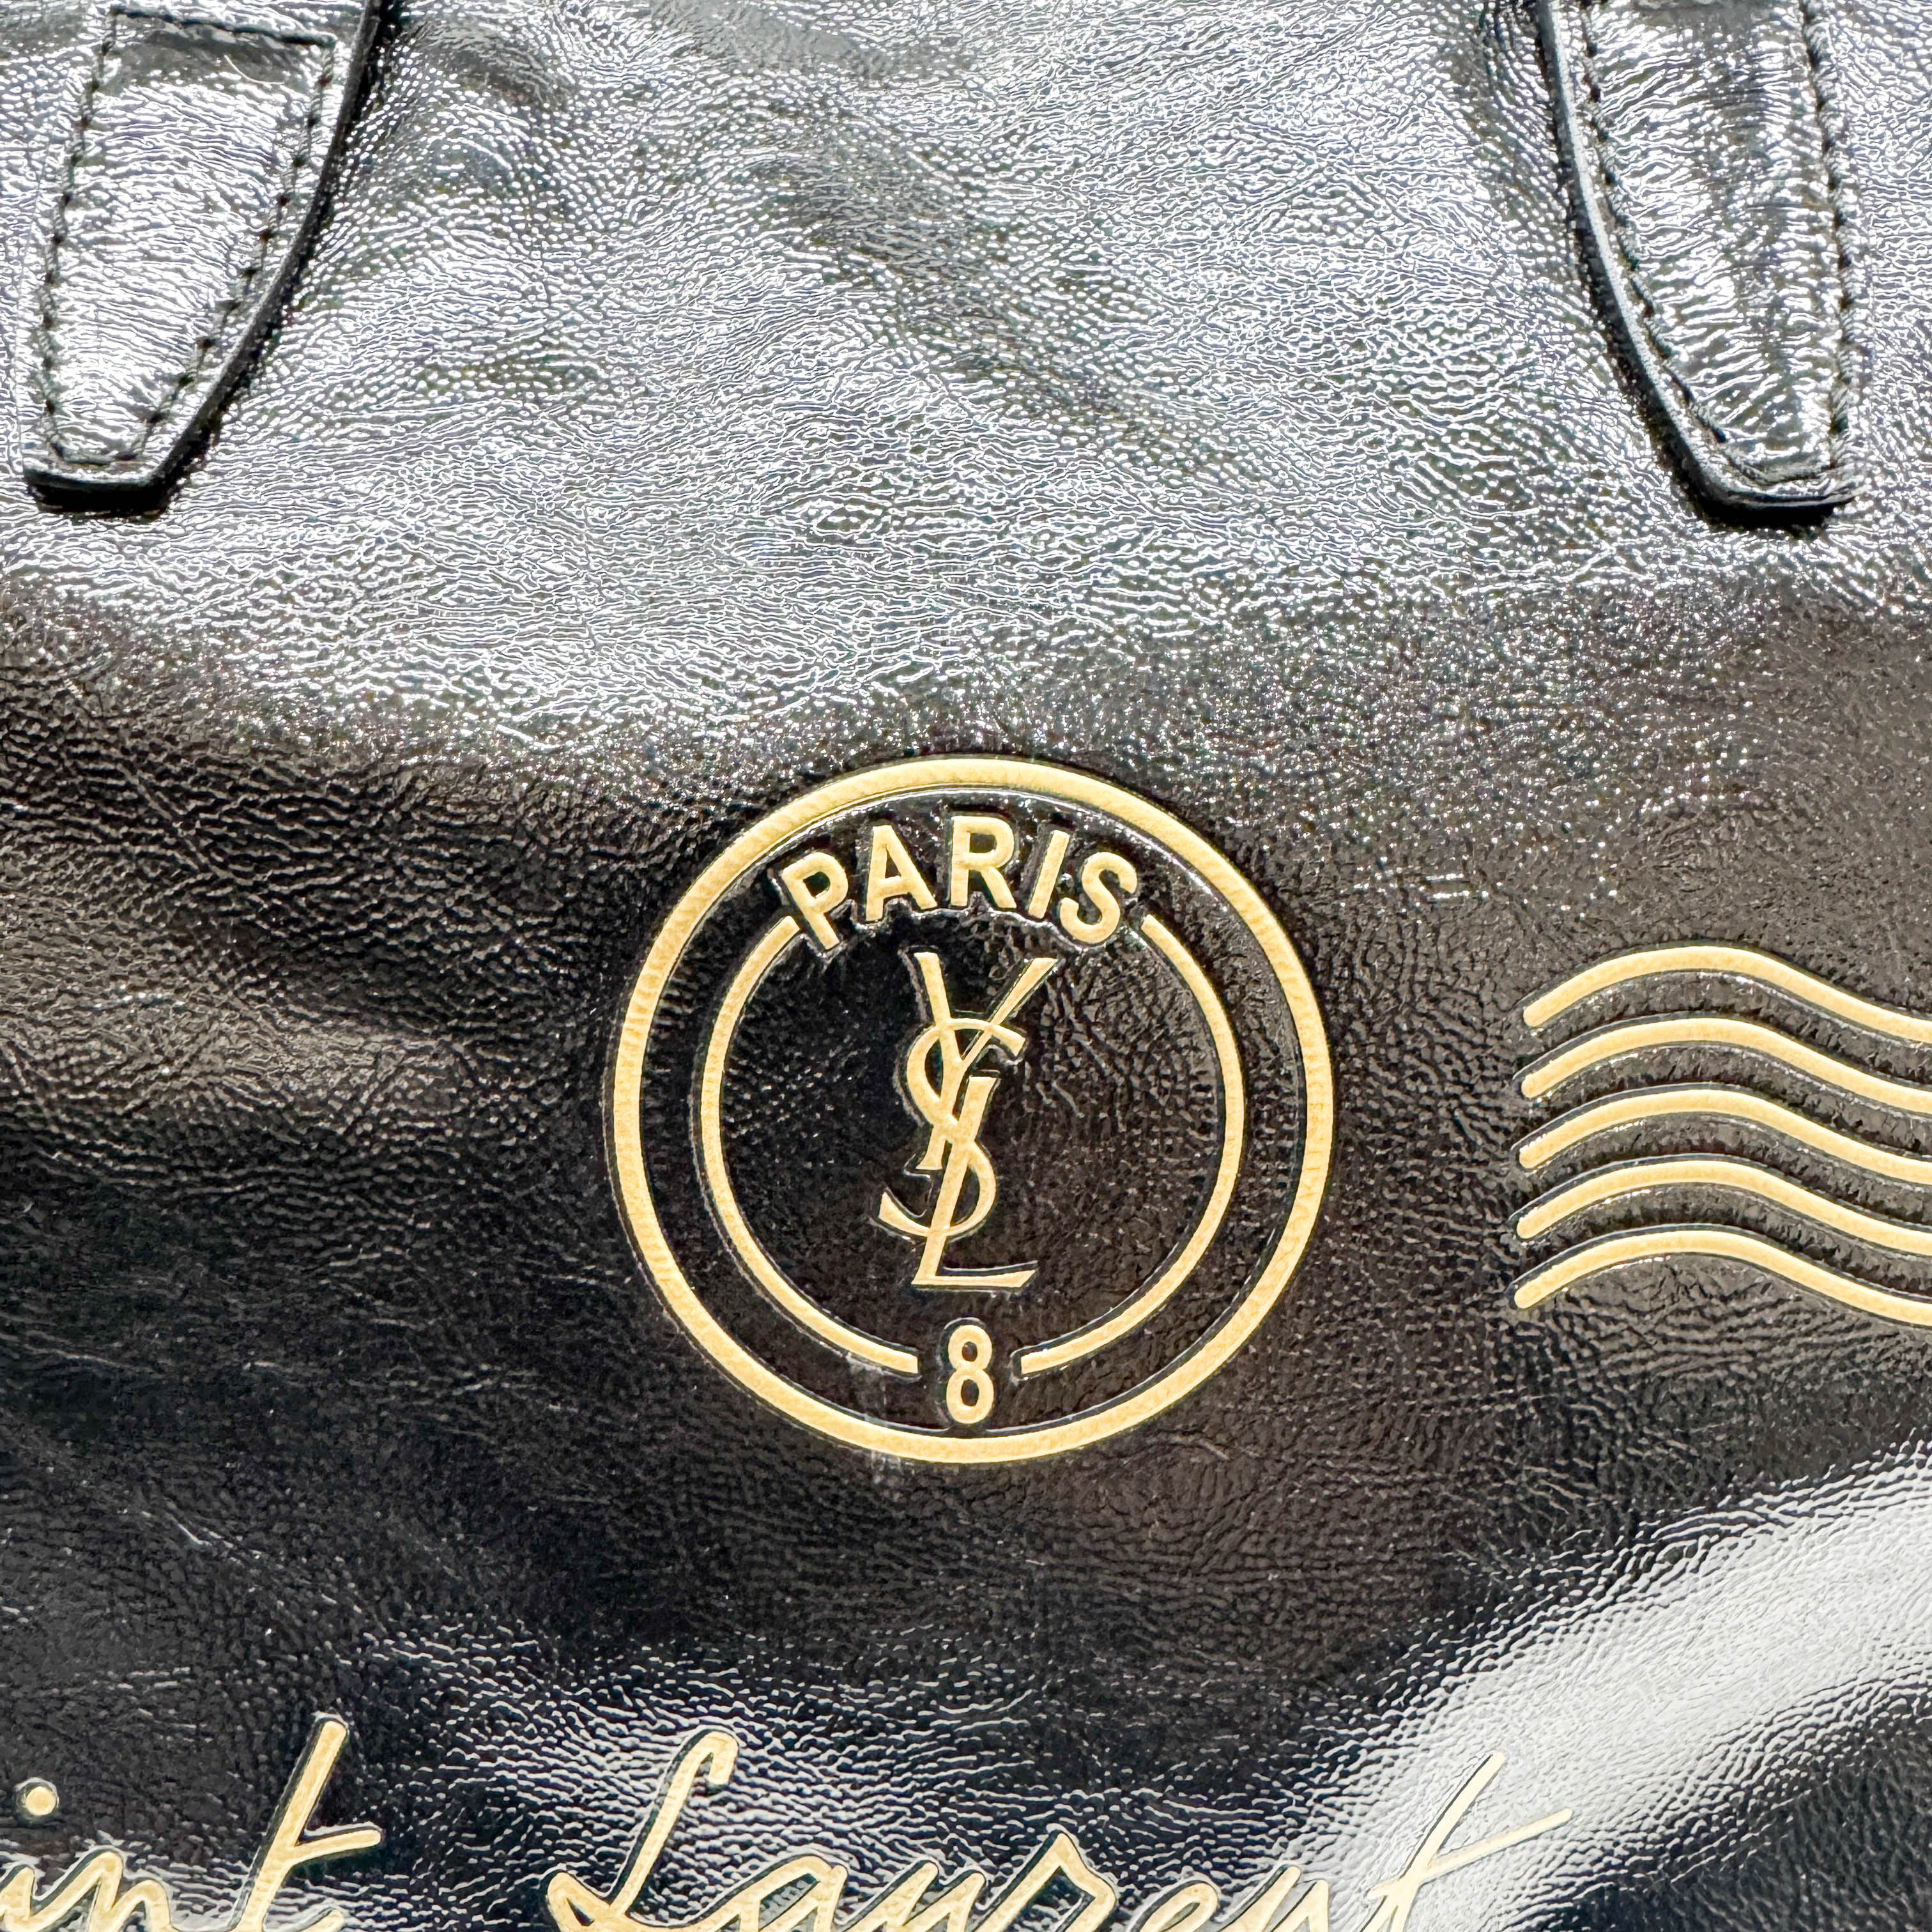 PARIS
YSL
8
int Laurent